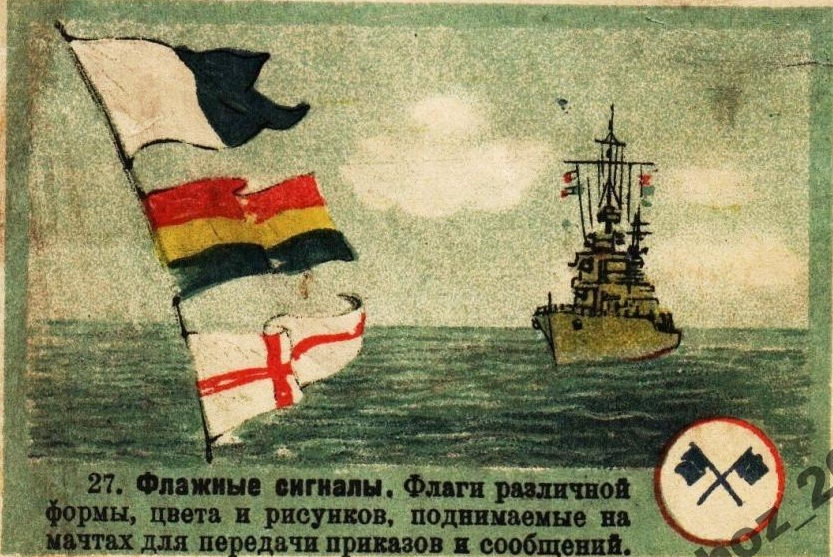 27. Флажные сигналы. Флаги различной
формы, цвета и рисунков, поднимаемые на
мачтах для передачи приказов и сообщений.